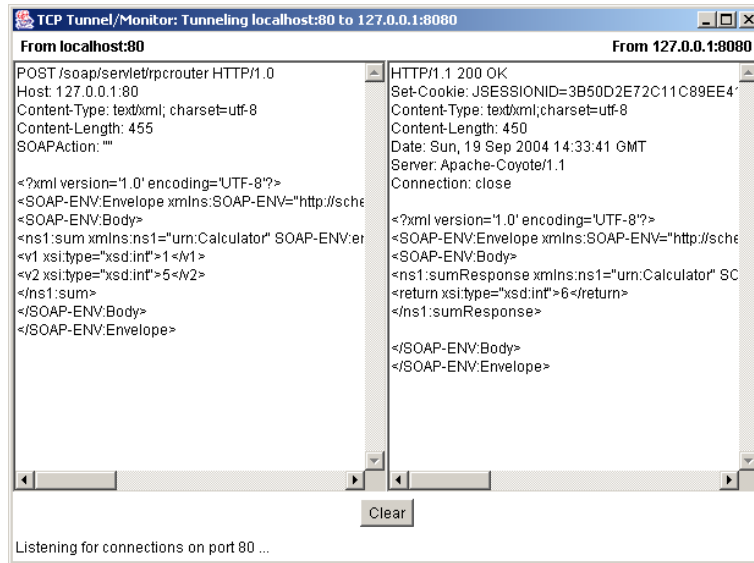 TCP Tunnel/Monitor: Tunneling localhost:80 to 127.0.0.1:8080
From localhost:80
From 127.0.0.1:8080
POST /soap/servlet/rpcrouter HTTP/1.0
Host: 127.0.0.1:80
Content-Type: text/xml; charset=utf-8
Content-Length: 455
SOAPAction: ""
<?xml version='1.0' encoding='UTF-8'?>
<SOAP-ENV:Envelope xmlns:SOAP-ENV="http://sche
<SOAP-ENV:Body>
<ns1:sum xmlns:ns1="urn:Calculator" SOAP-ENV:er
<v1 xsi:type="xsd:int">1</v1>
<v2 xsi:type="xsd:int">5</v2>
</ns1:sum>
</SOAP-ENV:Body>
</SOAP-ENV:Envelope>
HTTP/1.1 200 OK
Set-Cookie: JSESSIONID=3B50D2E72C11C89EE41
Content-Type: text/xml;charset=utf-8
Content-Length: 450
Date: Sun, 19 Sep 2004 14:33:41 GMT
Server: Apache-Coyote/1.1
Connection: close
<?xml version='1.0' encoding='UTF-8'?>
<SOAP-ENV:Envelope xmlns:SOAP-ENV="http://sche
<SOAP-ENV:Body>
<ns1:sumResponse xmlns:ns1="urn:Calculator" SC
<return xsi:type="xsd:int">6</return>
</ns1:sumResponse>
</SOAP-ENV:Body>
</SOAP-ENV:Envelope>
Clear
Listening for connections on port 80 ...